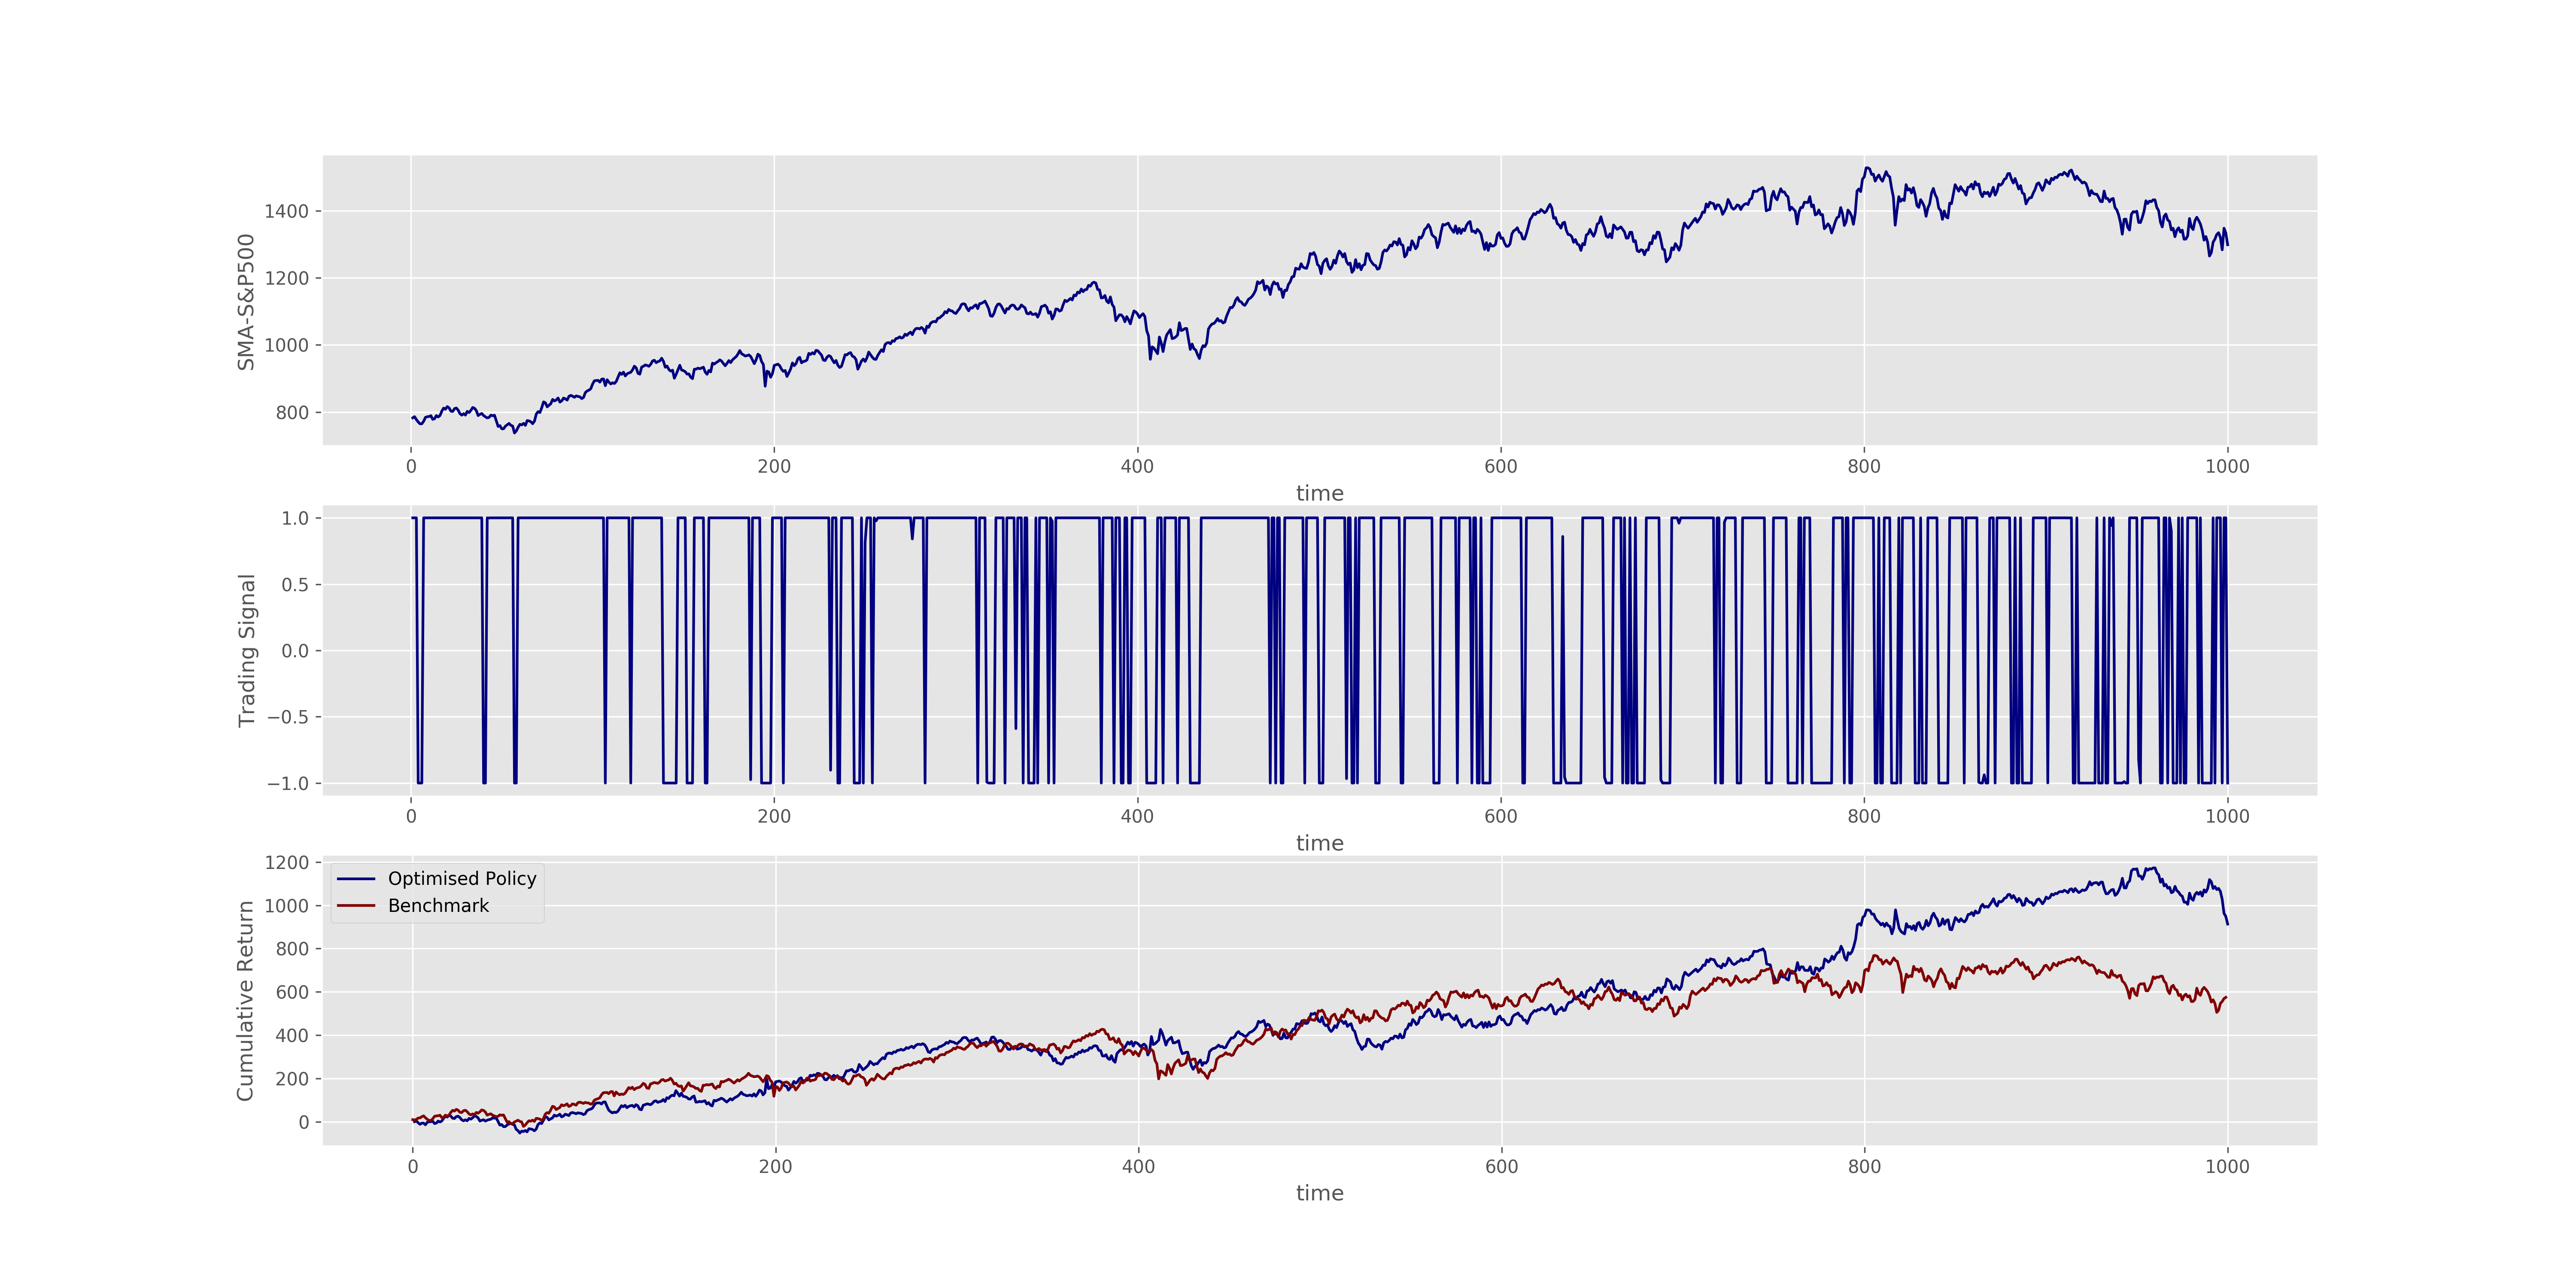 SMA-S&P500
1400
1200
1000
800
0 200 400 600 800 1000
time
Trading Signal
1.0
0.5
0.0
−0.5
−1.0
0 200 400 600 800 1000
time
Cumulative Return
1200
1000
800
600
400
200
0
Optimised Policy
Benchmark
0 200 400 600 800 1000
time